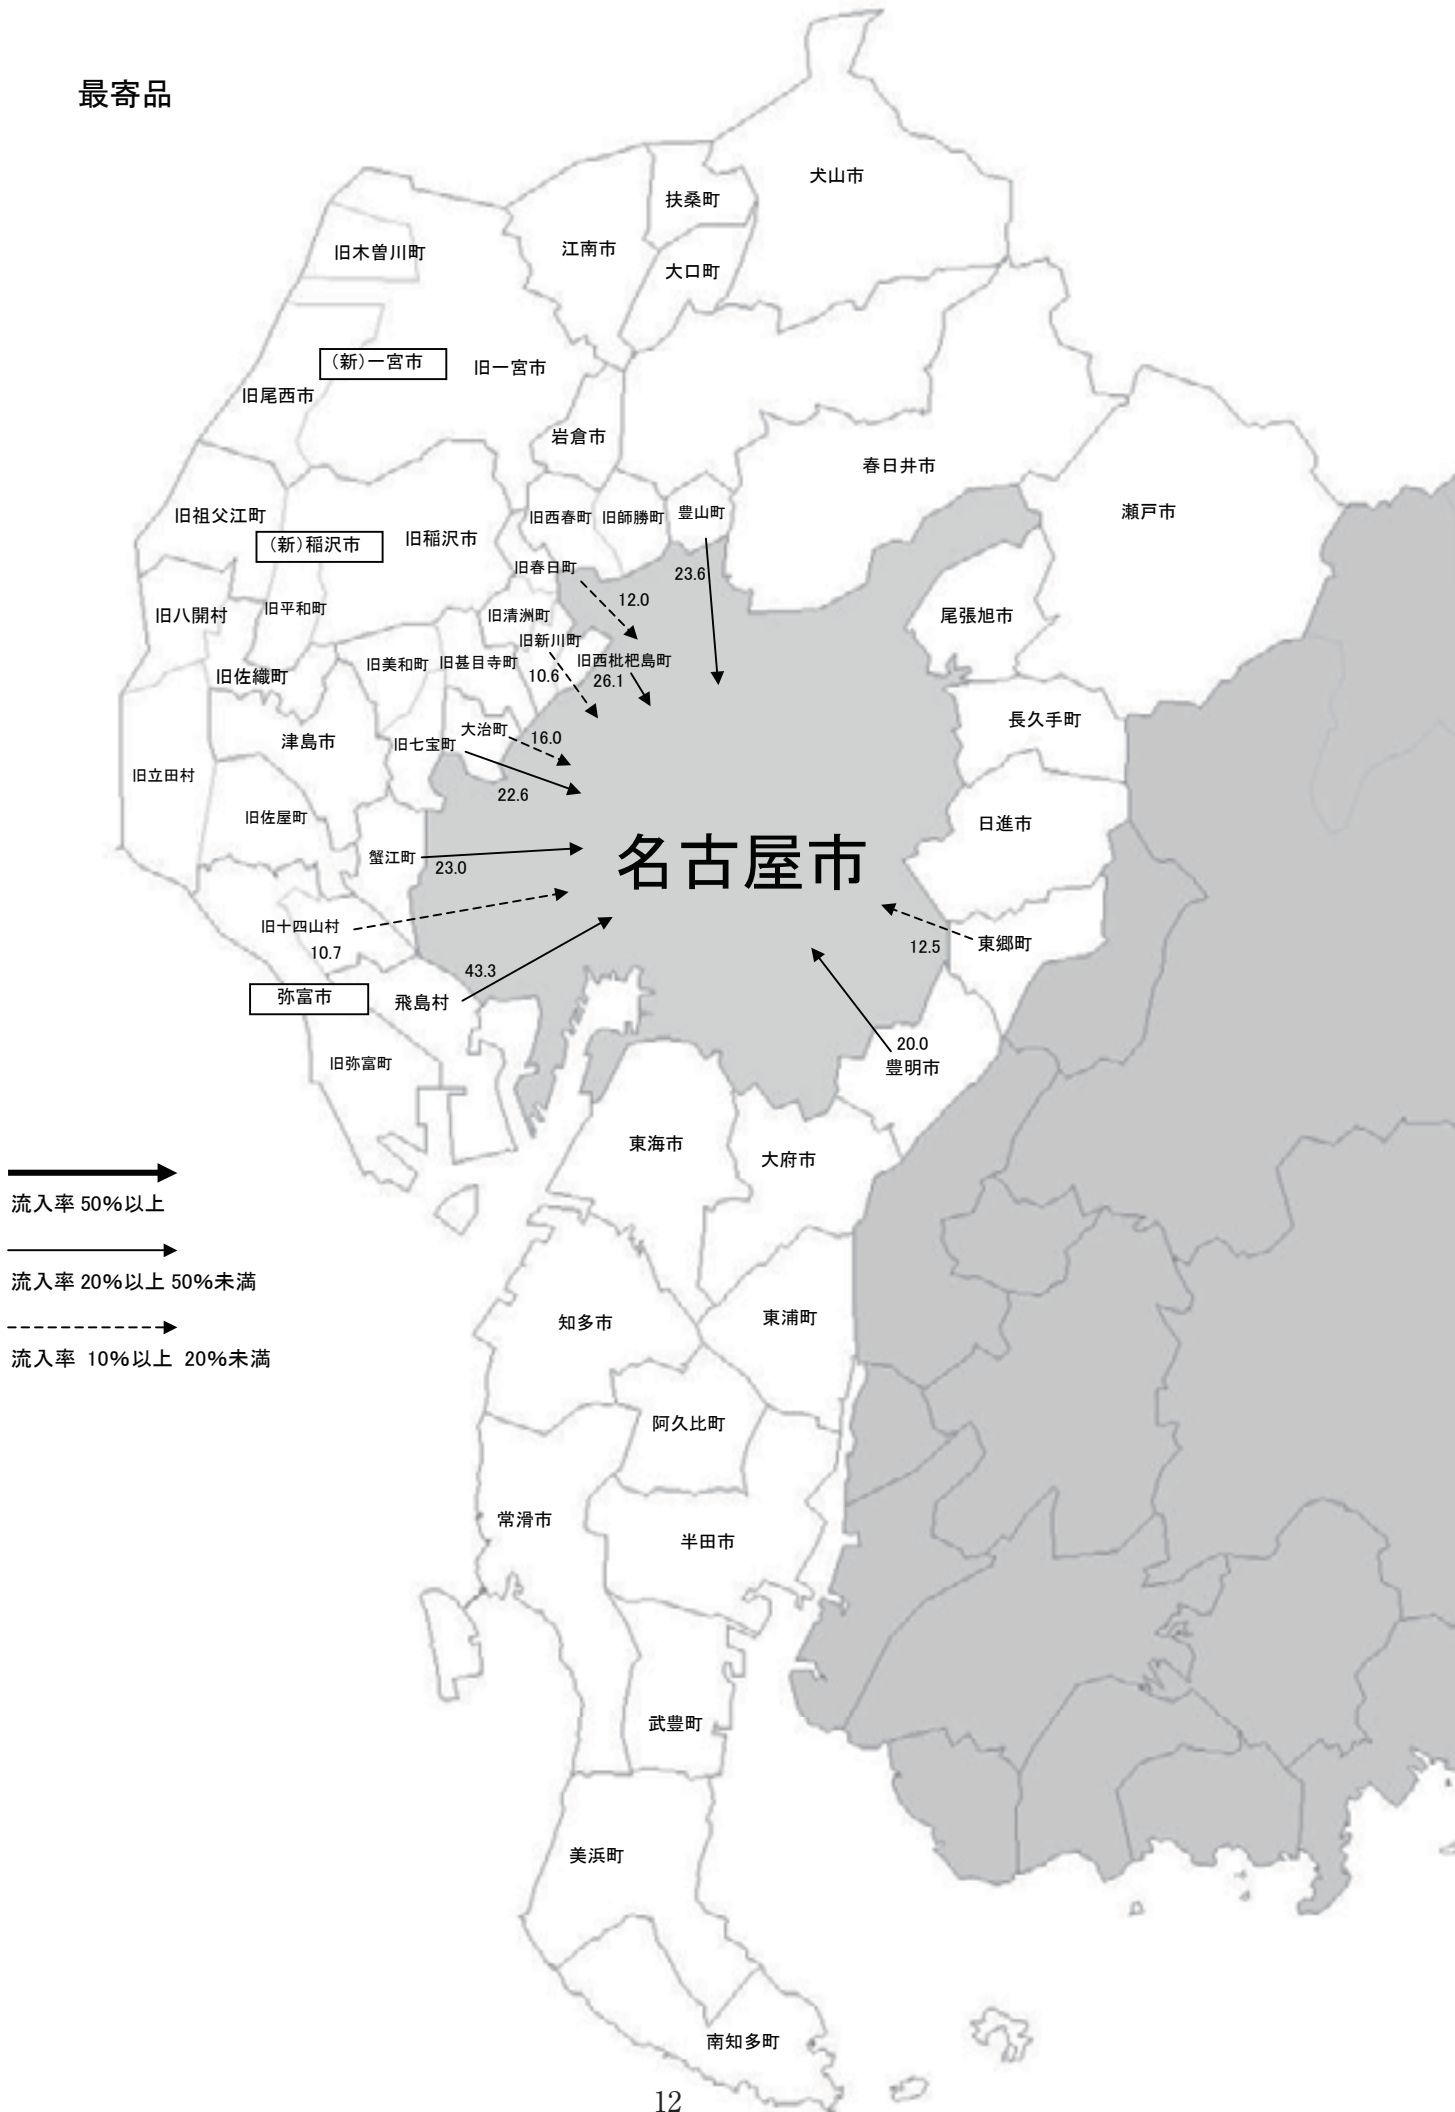 最寄品
犬山市
扶桑町
旧木曽川町
江南市
大口町
(新)一宮市
旧一宮市
旧尾西市
岩倉市
春日井市
旧祖父江町
(新)稲沢市
旧稲沢市
旧西春町
旧師勝町
豊山町
瀬戸市
旧春日町
23.6
12.0
旧八開村
旧平和町
旧清洲町
尾張旭市
旧新川町
旧美和町
旧甚目寺町
旧西枇杷島町
旧佐織町
10.6
26.1
長久手町
津島市
旧七宝町
大治町
16.0
旧立田村
22.6
旧佐屋町
日進市
蟹江町
23.0
名古屋市
旧十四山村
10.7
12.5
東郷町
43.3
弥富市
飛島村
20.0
豊明市
旧弥富町
東海市
大府市
流入率 50%以上
流入率 20%以上 50%未満
流入率 10%以上 20%未満
知多市
東浦町
阿久比町
常滑市
半田市
武豊町
美浜町
南知多町
12